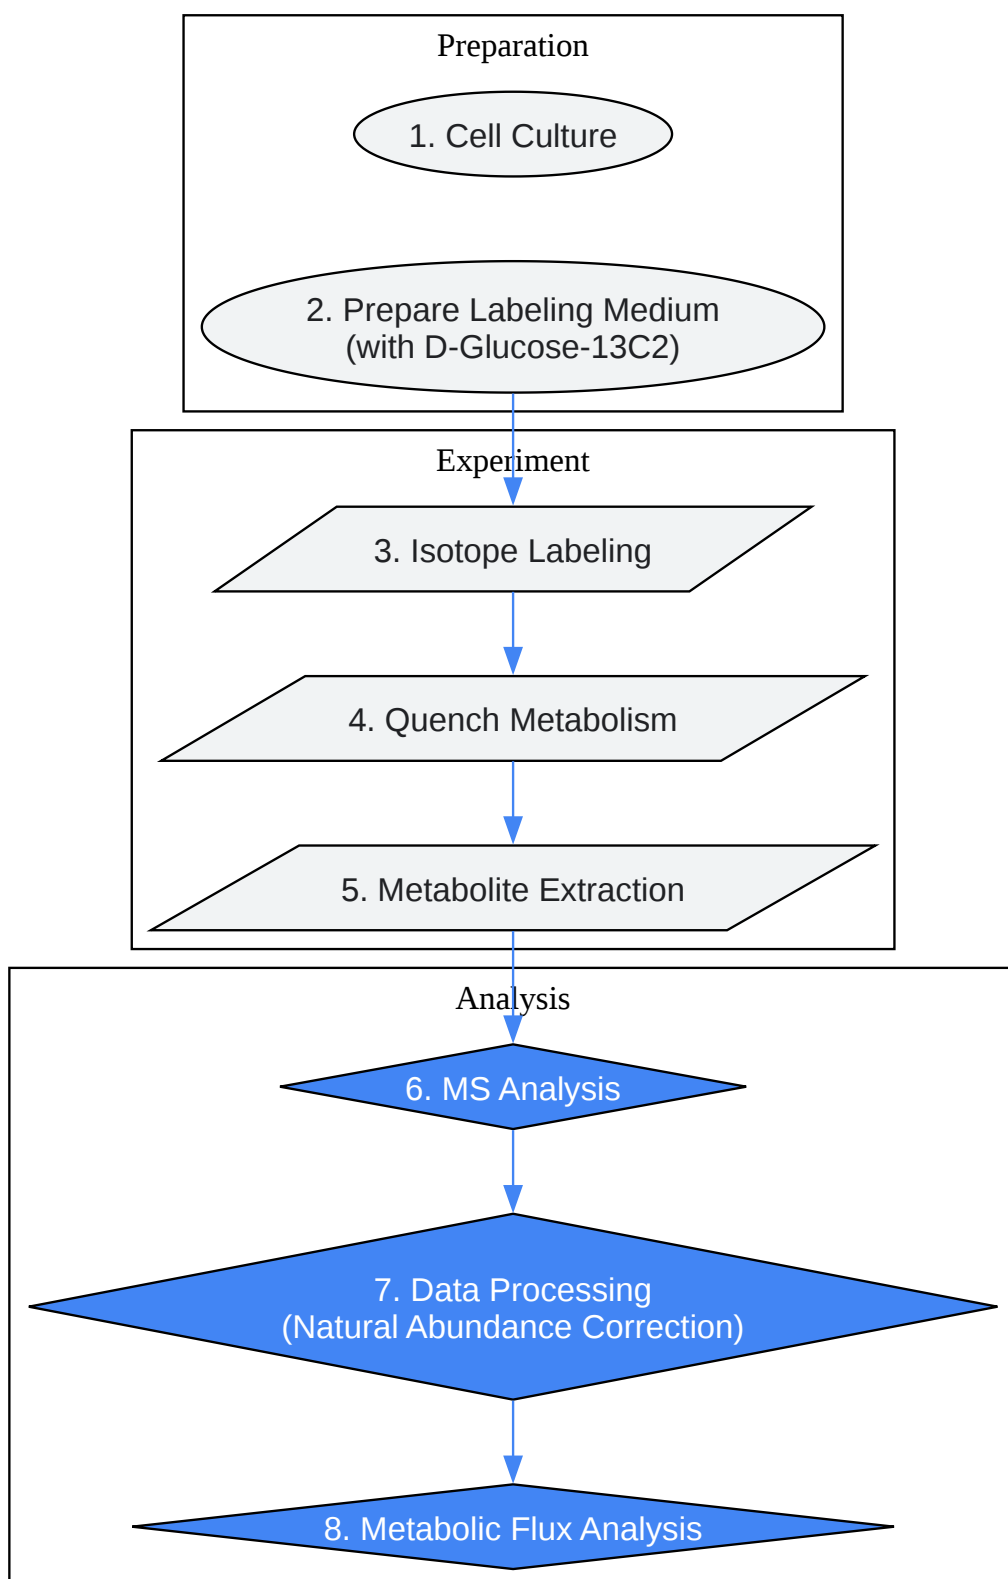 Preparation
1. Cell Culture
2. Prepare Labeling Medium
(with D-Glucose-13C2)
Experiment
3. Isotope Labeling
4. Quench Metabolism
5. Metabolite Extraction
Analysis
6. MS Analysis
7. Data Processing
(Natural Abundance Correction)
8. Metabolic Flux Analysis